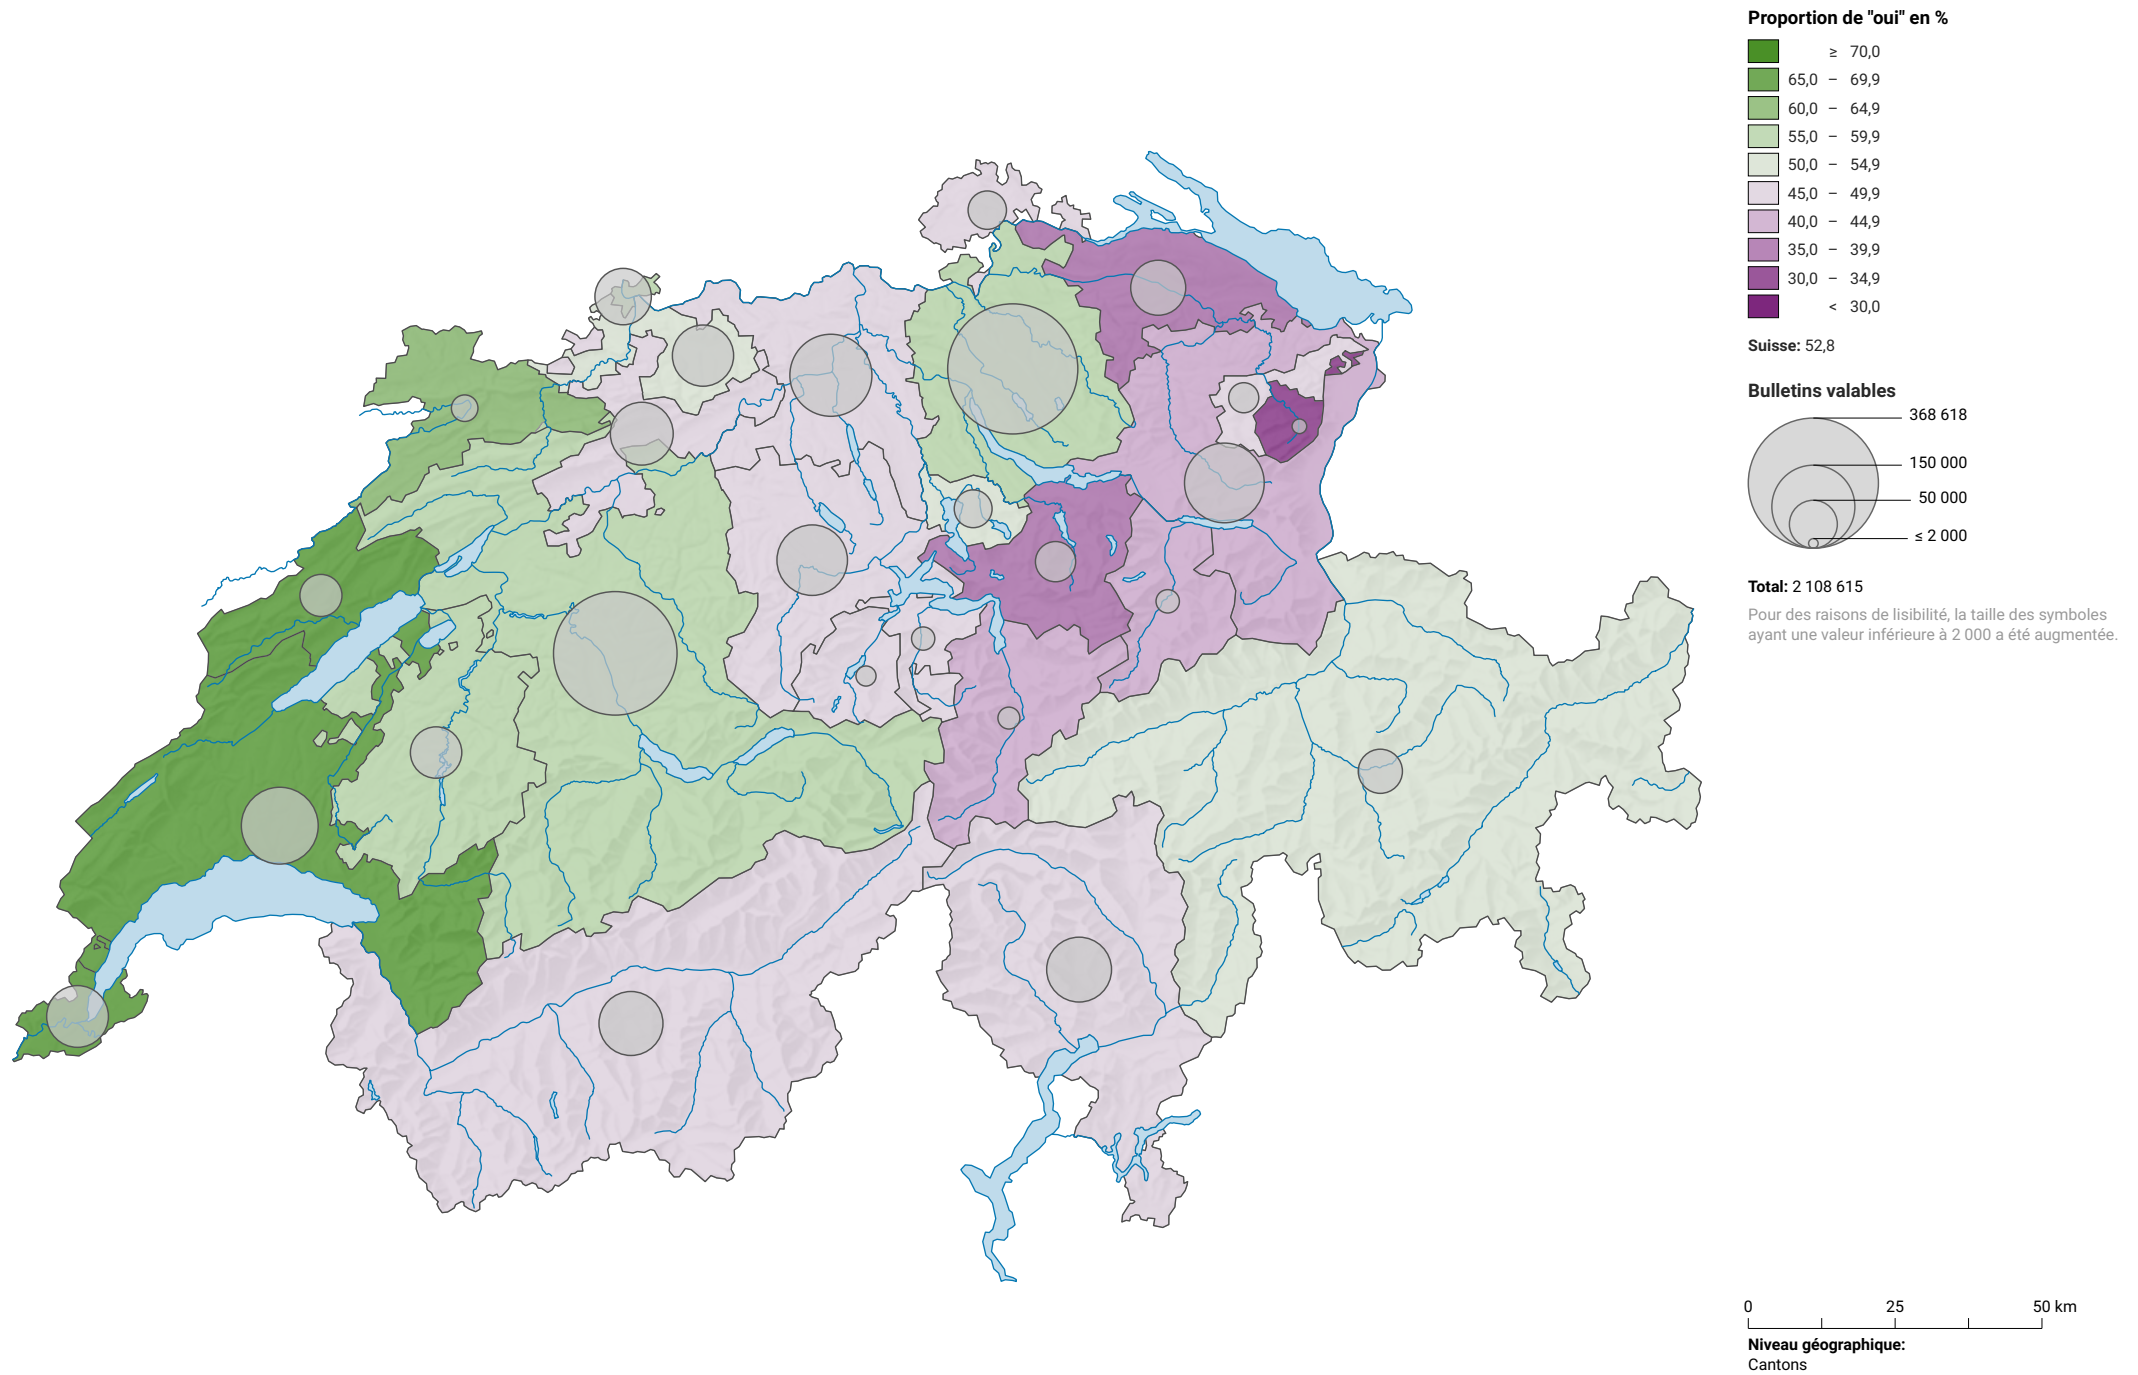 Proportion de "oui" en %
≥ 70,0
65,0 – 69,9
60,0 – 64,9
55,0 – 59,9
50,0 – 54,9
45,0 – 49,9
40,0 – 44,9
35,0 – 39,9
30,0 – 34,9
< 30,0
Suisse: 52,8
Bulletins valables
368 618
150 000
50 000
≤ 2 000
Total: 2 108 615
Pour des raisons de lisibilité, la taille des symboles
ayant une valeur inférieure à 2 000 a été augmentée.
0 25 50 km
Niveau géographique:
Cantons